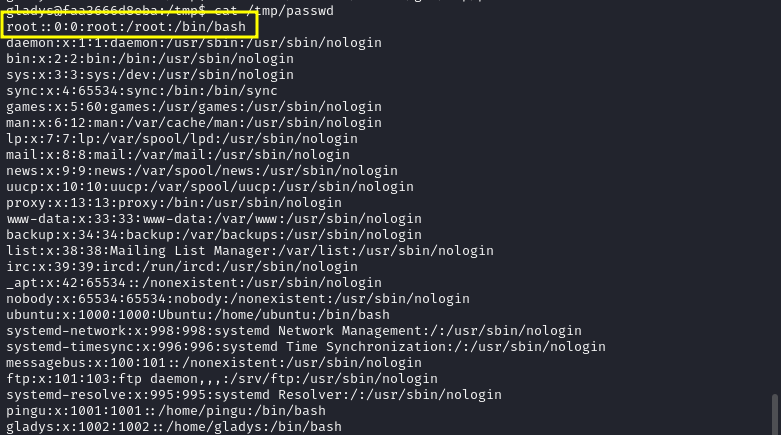 gladys@faa3666d8eba:/tmp$ cat /tmp/passwd
root::0:0:root:/root:/bin/bash
daemon:x:1:1:daemon:/usr/sbin:/usr/sbin/nologin
bin:x:2:2:bin:/bin:/usr/sbin/nologin
sys:x:3:3:sys:/dev:/usr/sbin/nologin
sync:x:4:65534:sync:/bin:/bin/sync
games:x:5:60:games:/usr/games:/usr/sbin/nologin
man:x:6:12:man:/var/cache/man:/usr/sbin/nologin
lp:x:7:7:lp:/var/spool/lpd:/usr/sbin/nologin
mail:x:8:8:mail:/var/mail:/usr/sbin/nologin
news:x:9:9:news:/var/spool/news:/usr/sbin/nologin
uucp:x:10:10:uucp:/var/spool/uucp:/usr/sbin/nologin
proxy:x:13:13:proxy:/bin:/usr/sbin/nologin
www-data:x:33:33:www-data:/var/www:/usr/sbin/nologin
backup:x:34:34:backup:/var/backups:/usr/sbin/nologin
list:x:38:38:Mailing List Manager:/var/list:/usr/sbin/nologin
irc:x:39:39:ircd:/run/ircd:/usr/sbin/nologin
_apt:x:42:65534::/nonexistent:/usr/sbin/nologin
nobody:x:65534:65534:nobody:/nonexistent:/usr/sbin/nologin
ubuntu:x:1000:1000:Ubuntu:/home/ubuntu:/bin/bash
systemd-network:x:998:998:systemd Network Management:/:/usr/sbin/nologin
systemd-timesync:x:996:996:systemd Time Synchronization:/:/usr/sbin/nologin
messagebus:x:100:101::/nonexistent:/usr/sbin/nologin
ftp:x:101:103:ftp daemon,,,:/srv/ftp:/usr/sbin/nologin
systemd-resolve:x:995:995:systemd Resolver:/:/usr/sbin/nologin
pingu:x:1001:1001::/home/pingu:/bin/bash
gladys:x:1002:1002::/home/gladys:/bin/bash